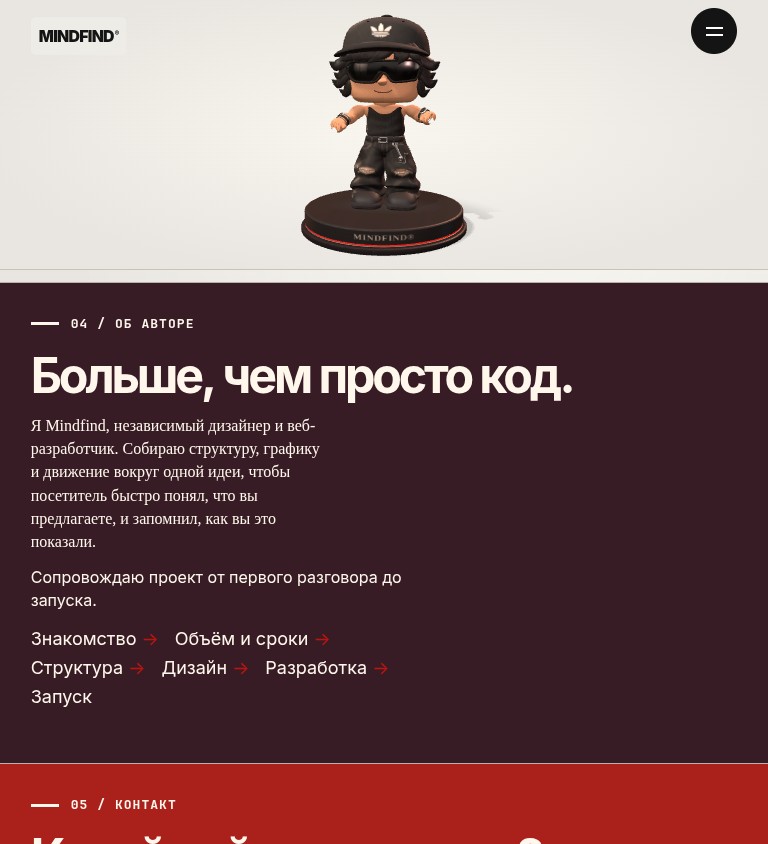 MINDFIND®
MINDFIND®
04 / ОБ АВТОРЕ
Больше, чем просто код.
Я Mindfind, независимый дизайнер и веб-
разработчик. Собираю структуру, графику
и движение вокруг одной идеи, чтобы
посетитель быстро понял, что вы
предлагаете, и запомнил, как вы это
показали.
Сопровождаю проект от первого разговора до
запуска.
Знакомство → Объём и сроки →
Структура → Дизайн → Разработка →
Запуск
05 / КОНТАКТ